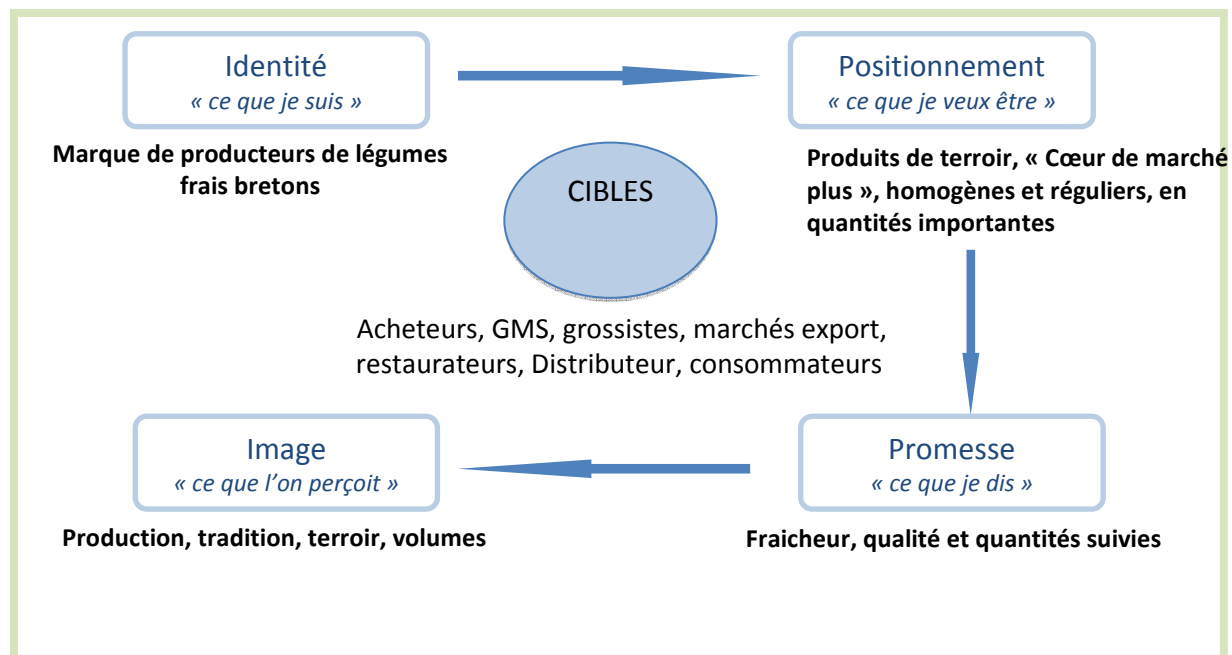 Identité
« ce que je suis »
Marque de producteurs de légumes
frais bretons
Positionnement
« ce que je veux être »
Produits de terroir, « Cœur de marché
plus », homogènes et réguliers, en
quantités importantes
CIBLES
Acheteurs, GMS, grossistes, marchés export,
restaurateurs, Distributeur, consommateurs
Image
« ce que l’on perçoit »
Production, tradition, terroir, volumes
Promesse
« ce que je dis »
Fraicheur, qualité et quantités suivies